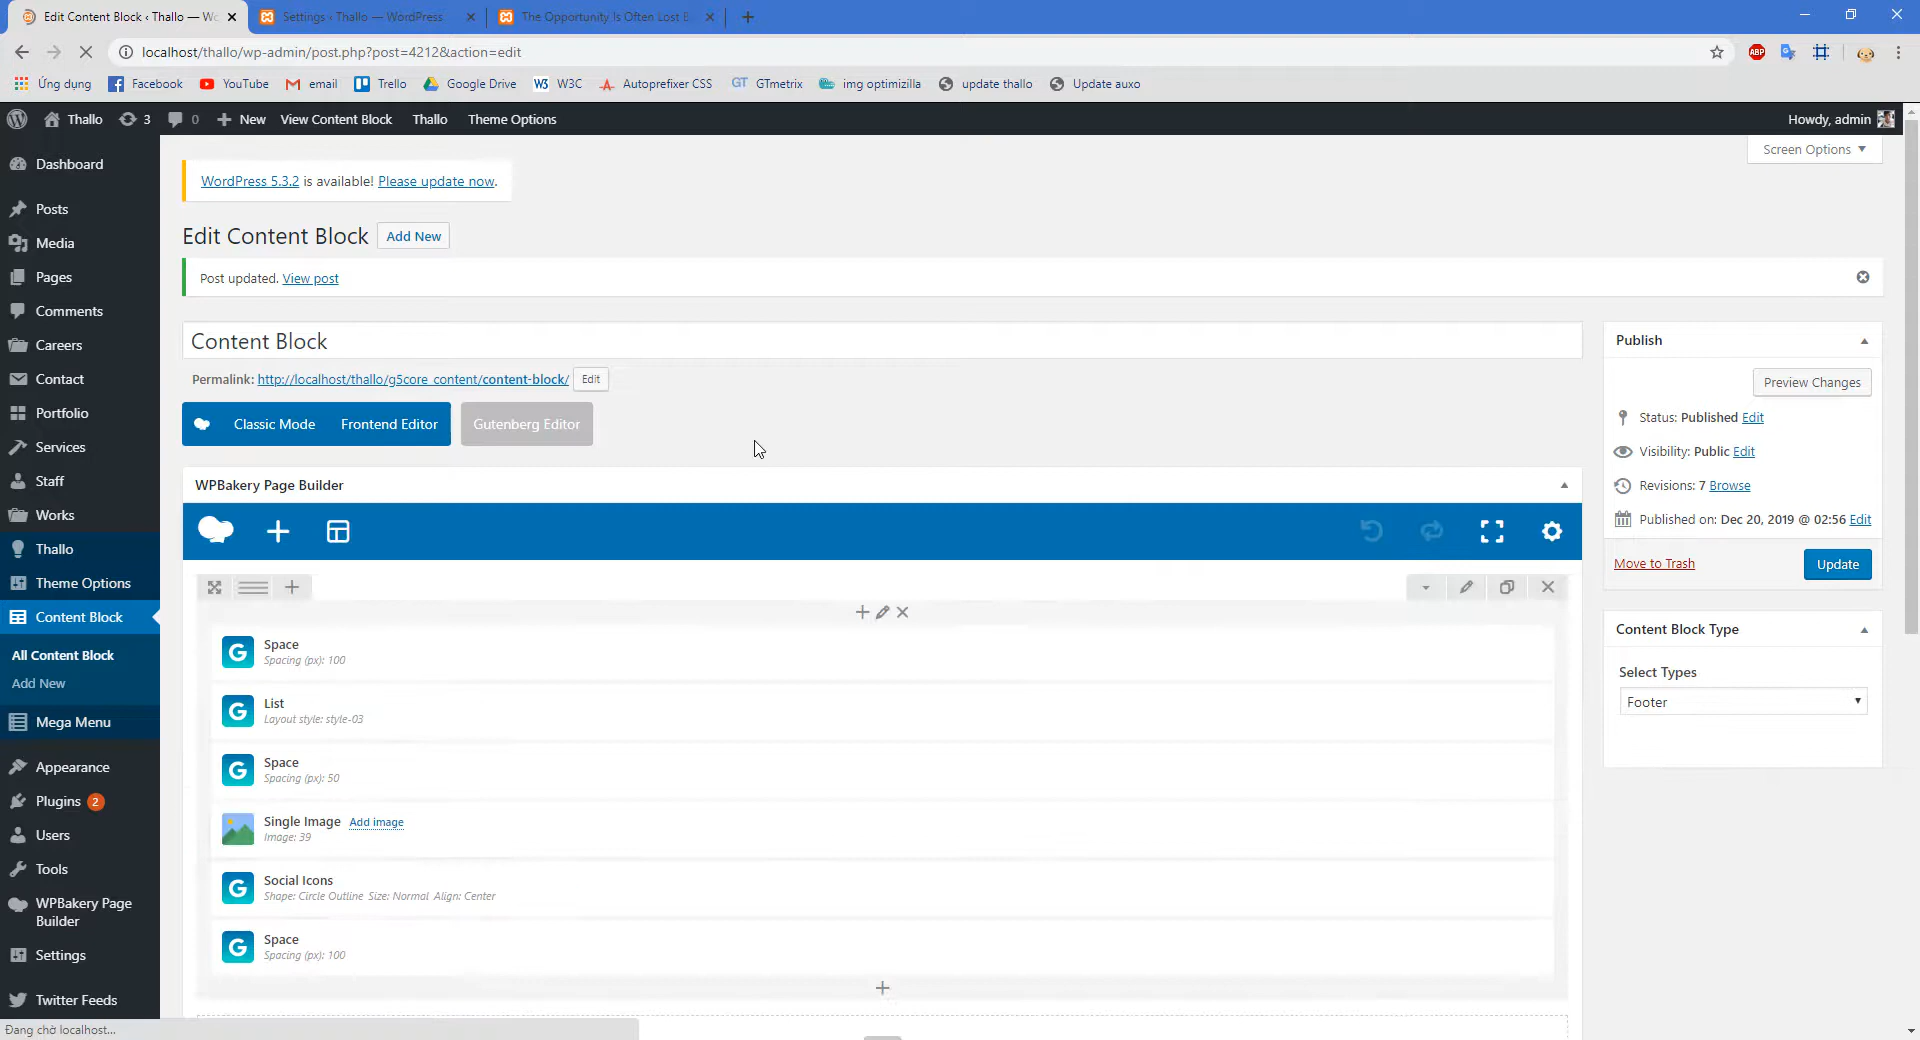 Edit Content Block ‹ Thallo — Wo
Settings ‹ Thallo — WordPress
The Opportunity Is Often Lost B
localhost/thallo/wp-admin/post.php?post=4212&action=edit
ABP
Ứng dụng
Facebook
YouTube
email
Trello
Google Drive
W3 W3C
Autoprefixer CSS
GT GTmetrix
img optimizilla
update thallo
Update auxo
Thallo
3
0
New
View Content Block
Thallo
Theme Options
Howdy, admin
Screen Options
Dashboard
Posts
Media
Pages
Comments
Careers
Contact
Portfolio
Services
Staff
Works
Thallo
Theme Options
Content Block
All Content Block
Add New
Mega Menu
Appearance
Plugins 2
Users
Tools
WPBakery Page
Builder
Settings
Twitter Feeds
Đang chờ localhost...
WordPress 5.3.2 is available! Please update now.
Edit Content Block
Add New
Post updated. View post
Content Block
Permalink: http://localhost/thallo/g5core_content/content-block/
Edit
Classic Mode
Frontend Editor
Gutenberg Editor
WPBakery Page Builder
G
Space
Spacing (px): 100
G
List
Layout style: style-03
G
Space
Spacing (px): 50
Single Image Add image
Image: 39
G
Social Icons
Shape: Circle Outline Size: Normal Align: Center
G
Space
Spacing (px): 100
Publish
Preview Changes
Status: Published Edit
Visibility: Public Edit
Revisions: 7 Browse
Published on: Dec 20, 2019 @ 02:56 Edit
Move to Trash
Update
Content Block Type
Select Types
Footer